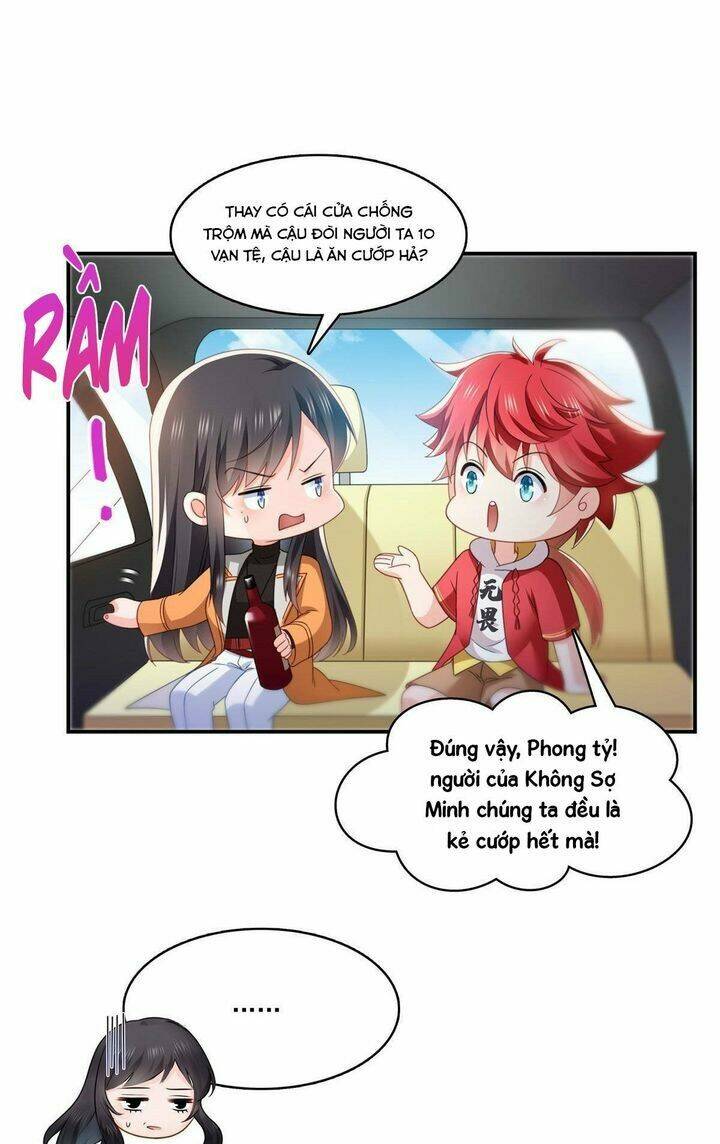 THAY CÓ CÁI CỬA CHỐNG
TRỘM MÀ CẬU ĐÒI NGƯỜI TA 10
VẠN TỆ, CẬU LÀ ĂN CƯỚP HẢ?
RẦM
-!
无
畏
Đúng vậy, Phong tỷ!
người của Không Sợ
Minh chúng ta đều là
kẻ cướp hết mà!
......